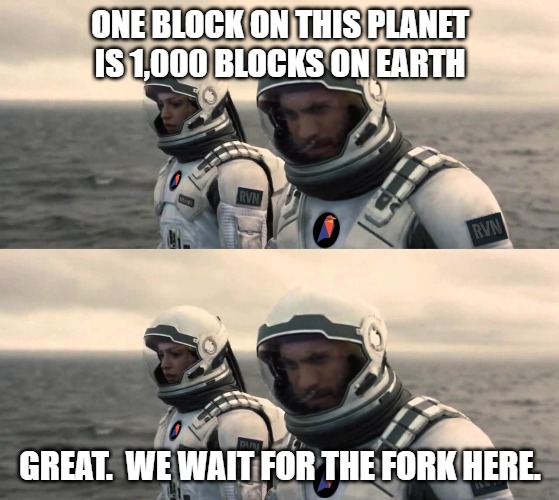 ONE BLOCK ON THIS PLANET
IS 1,000 BLOCKS ON EARTH
RVN
RVN
GREAT.  WE WAIT FOR THE FORK HERE.